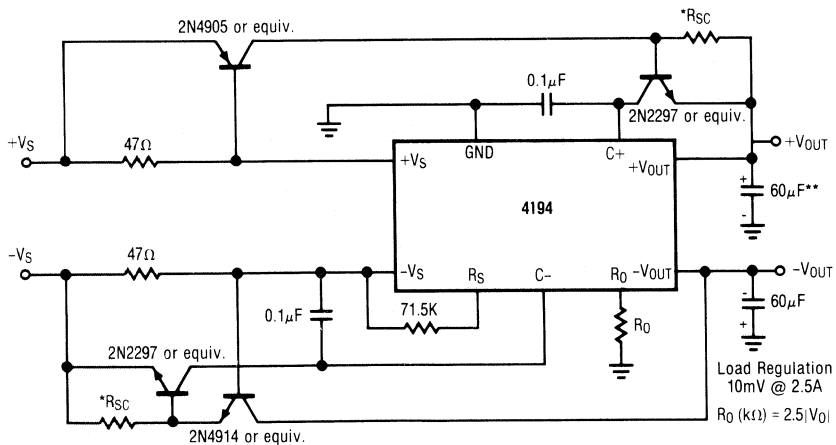 2N4905 or equiv.
*RSC
0.1µF
2N2297 or equiv.
+VS
47Ω
+VS
GND
C+
+VOUT
+VOUT
4194
+
60µF**
-
-VS
47Ω
-VS
RS
C-
RO
-VOUT
-VOUT
0.1µF
71.5K
RO
-
60µF
+
2N2297 or equiv.
*RSC
2N4914 or equiv.
Load Regulation
10mV @ 2.5A
RO (kΩ) = 2.5|VO|